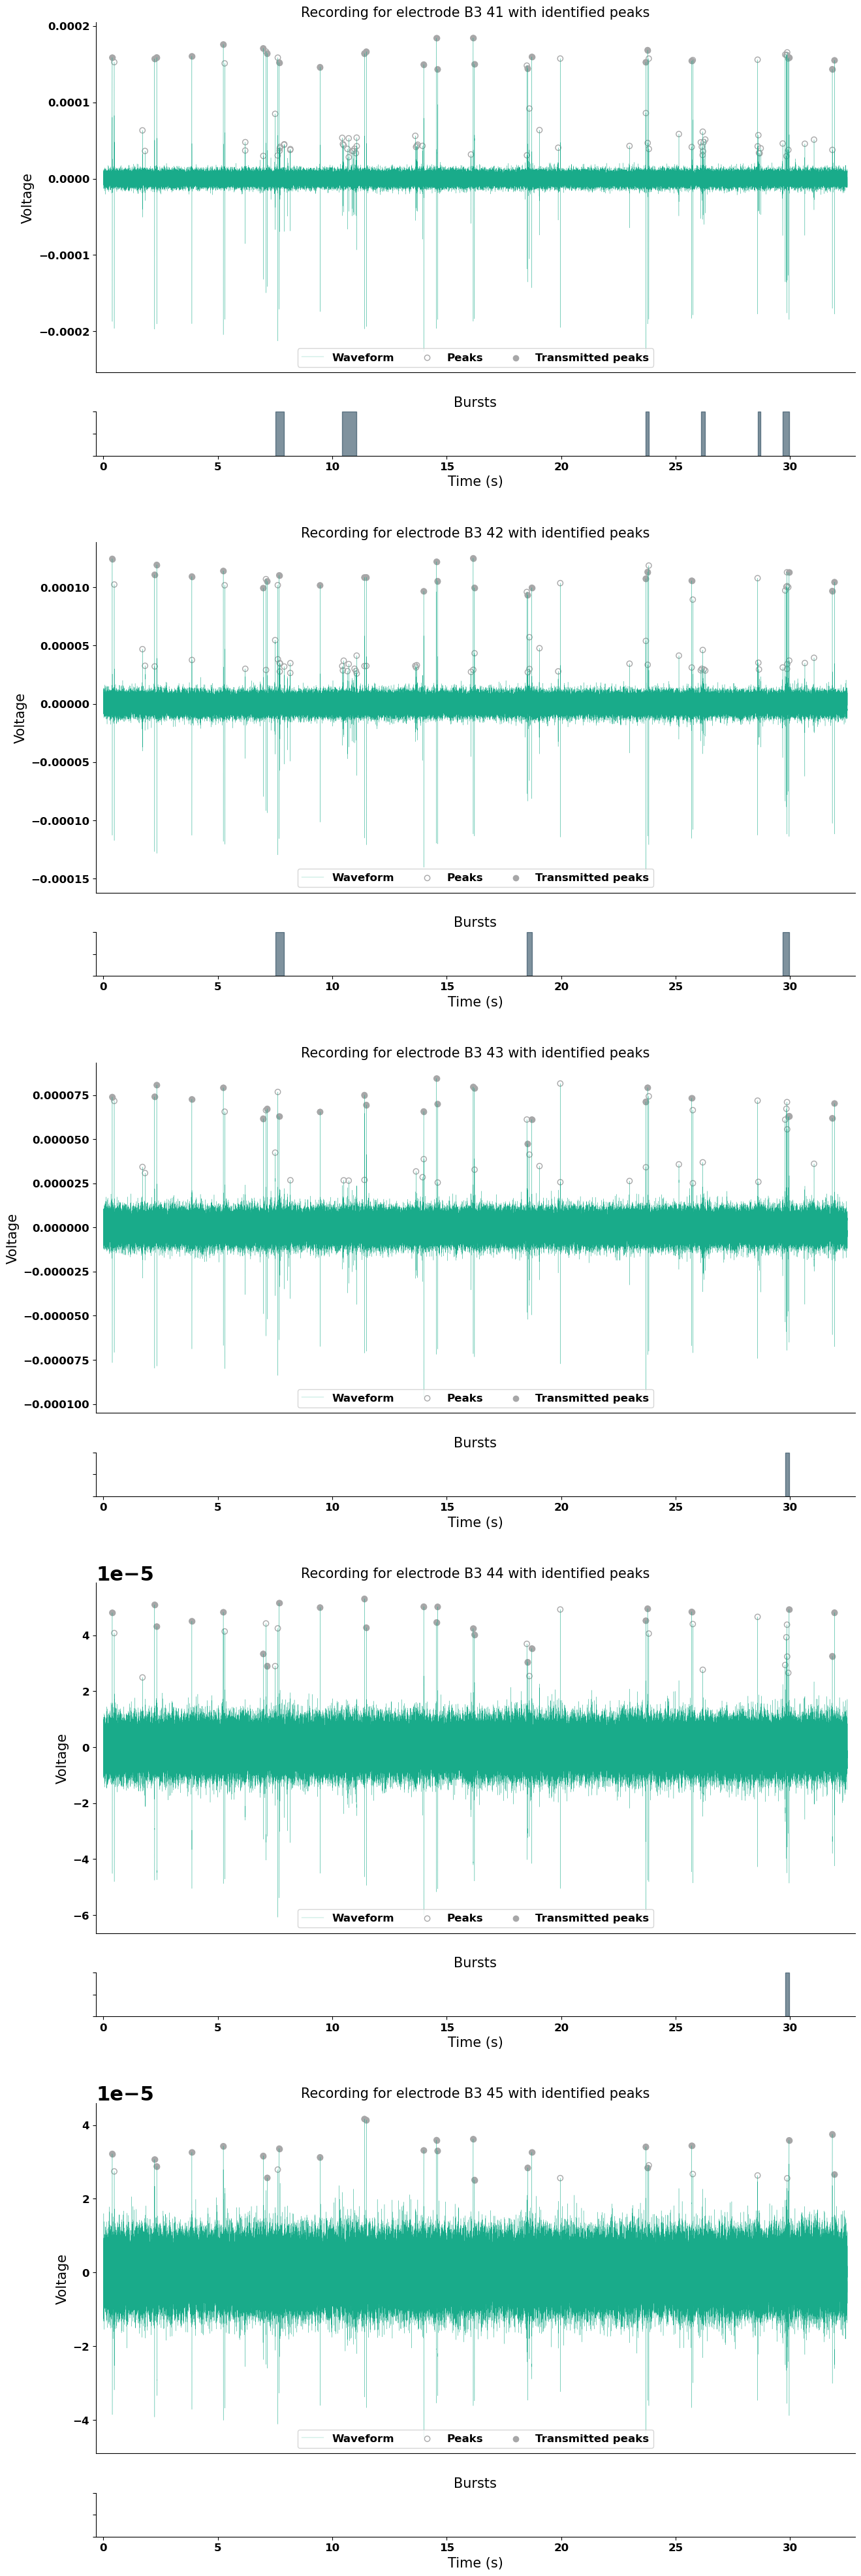 Recording for electrode B3 41 with identified peaks
0.0002
0.0001
0.0000
−0.0001
−0.0002
Voltage
Waveform Peaks Transmitted peaks
Bursts
0 5 10 15 20 25 30
Time (s)
Recording for electrode B3 42 with identified peaks
0.00010
0.00005
0.00000
−0.00005
−0.00010
−0.00015
Voltage
Waveform Peaks Transmitted peaks
Bursts
0 5 10 15 20 25 30
Time (s)
Recording for electrode B3 43 with identified peaks
0.000075
0.000050
0.000025
0.000000
−0.000025
−0.000050
−0.000075
−0.000100
Voltage
Waveform Peaks Transmitted peaks
Bursts
0 5 10 15 20 25 30
Time (s)
1e−5
Recording for electrode B3 44 with identified peaks
4
2
0
−2
−4
−6
Voltage
Waveform Peaks Transmitted peaks
Bursts
0 5 10 15 20 25 30
Time (s)
1e−5
Recording for electrode B3 45 with identified peaks
4
2
0
−2
−4
Voltage
Waveform Peaks Transmitted peaks
Bursts
0 5 10 15 20 25 30
Time (s)